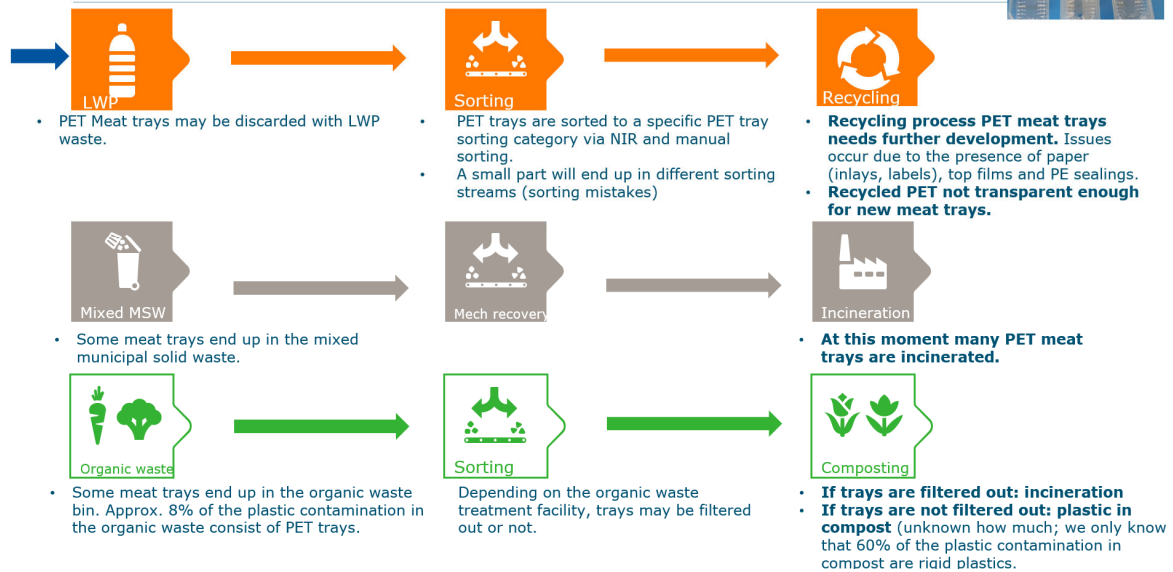 LWP
Sorting
Recycling
• PET Meat trays may be discarded with LWP
waste.
• PET trays are sorted to a specific PET tray
sorting category via NIR and manual
sorting.
• A small part will end up in different sorting
streams (sorting mistakes)
• Recycling process PET meat trays
needs further development. Issues
occur due to the presence of paper
(inlays, labels), top films and PE sealings.
• Recycled PET not transparent enough
for new meat trays.
Mixed MSW
Mech recovery
Incineration
• Some meat trays end up in the mixed
municipal solid waste.
• At this moment many PET meat
trays are incinerated.
Organic waste
Sorting
Composting
• Some meat trays end up in the organic waste
bin. Approx. 8% of the plastic contamination in
the organic waste consist of PET trays.
Depending on the organic waste
treatment facility, trays may be filtered
out or not.
• If trays are filtered out: incineration
• If trays are not filtered out: plastic in
compost (unknown how much; we only know
that 60% of the plastic contamination in
compost are rigid plastics.